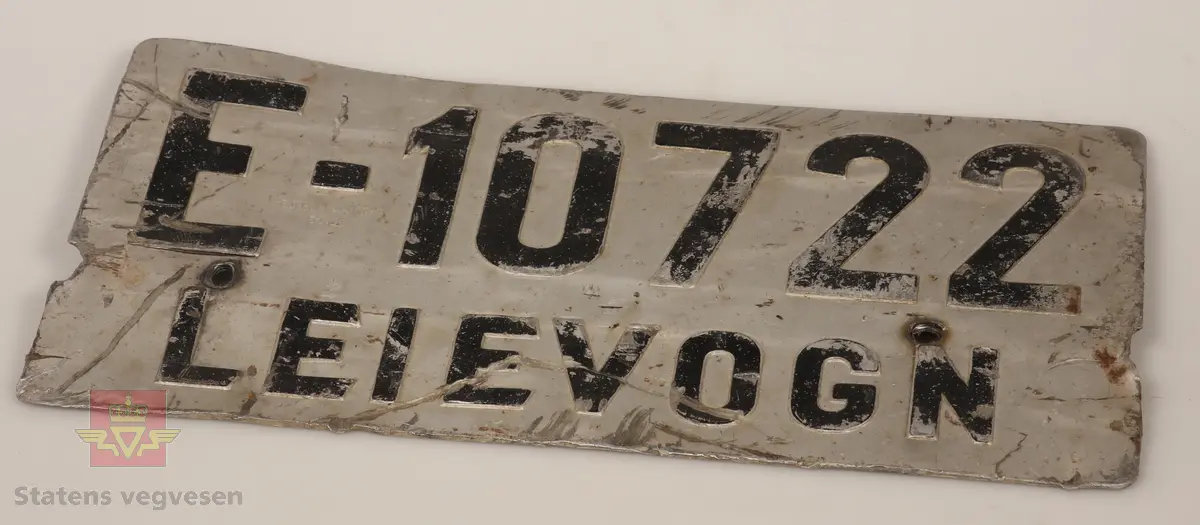 E-10722
LEIEVOGN
Statens vegvesen